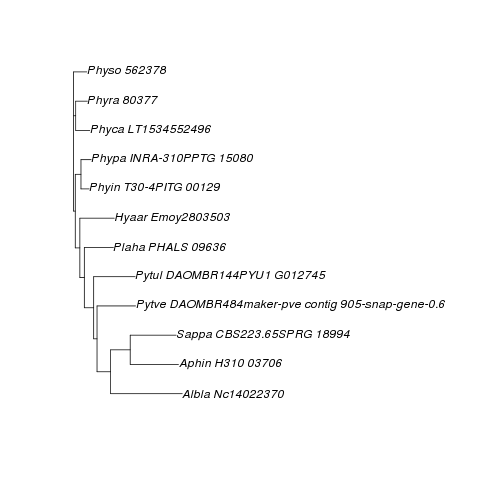 Physo 562378
Phyra 80377
Phyca LT1534552496
Phypa INRA-310PPTG 15080
Phyin T30-4PITG 00129
Hyaar Emoy2803503
Plaha PHALS 09636
Pytul DAOMBR144PYU1 G012745
Pytve DAOMBR484maker-pve contig 905-snap-gene-0.6
Sappa CBS223.65SPRG 18994
Aphin H310 03706
Albla Nc14022370